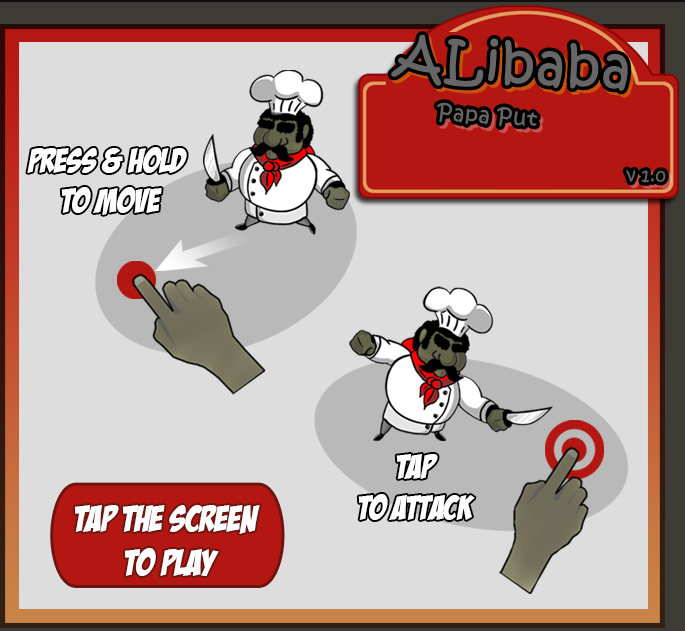 ALibaba
Papa Put
V 1.0
PRESS & HOLD
TO MOVE
TAP
TO ATTACK
TAP THE SCREEN
TO PLAY